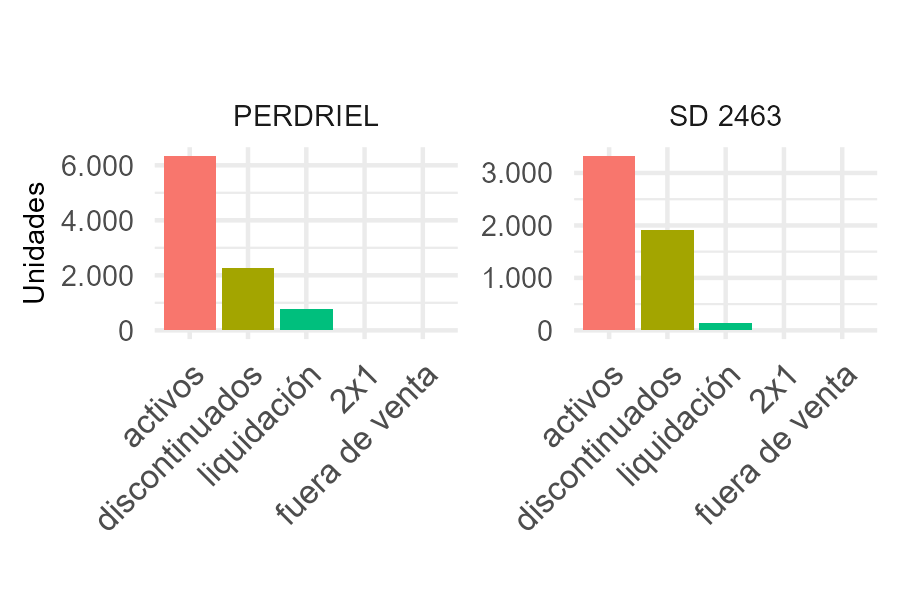 PERDRIEL
SD 2463
Unidades
6.000
4.000
2.000
0
3.000
2.000
1.000
0
activos
discontinuados
liquidación
2x1
fuera de venta
activos
discontinuados
liquidación
2x1
fuera de venta